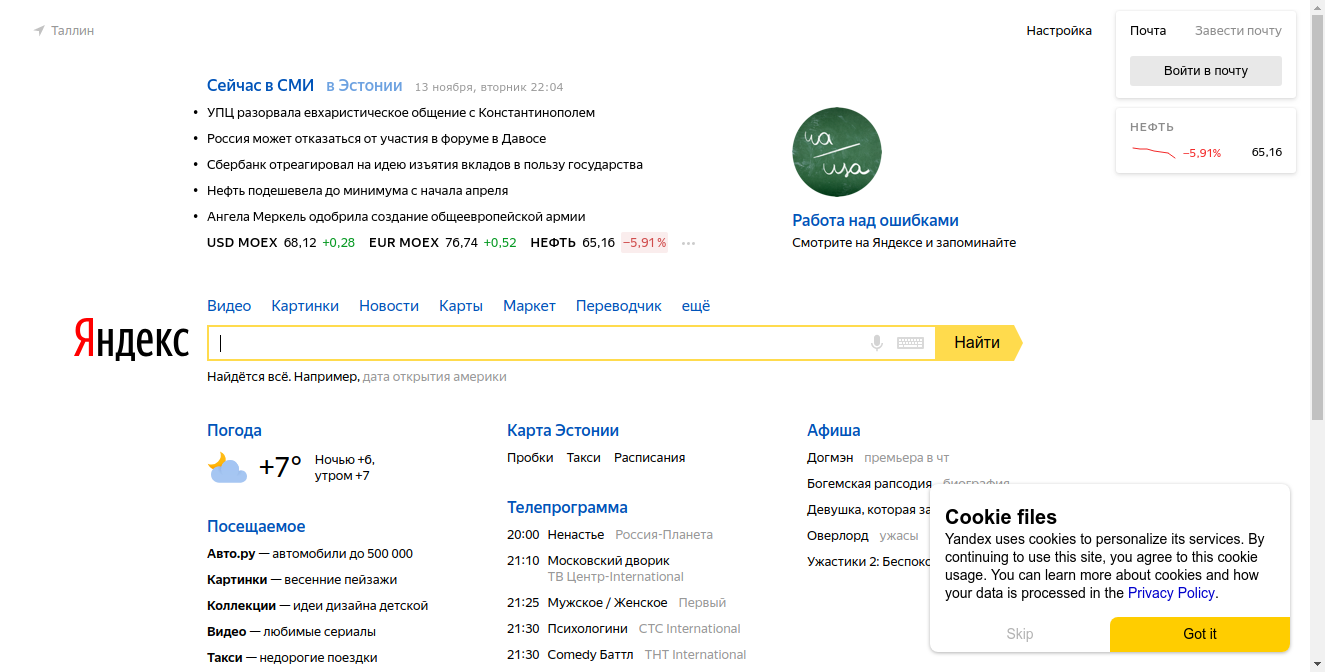 Таллин
Настройка
Почта Завести почту
Войти в почту
Сейчас в СМИ в Эстонии 13 ноября, вторник 22:04
УПЦ разорвала евхаристическое общение с Константинополем
Россия может отказаться от участия в форуме в Давосе
Сбербанк отреагировал на идею изъятия вкладов в пользу государства
Нефть подешевела до минимума с начала апреля
Ангела Меркель одобрила создание общеевропейской армии
USD MOEX 68,12 +0,28 EUR MOEX 76,74 +0,52 НЕФТЬ 65,16 −5,91%
ua
usa
Работа над ошибками
Смотрите на Яндексе и запоминайте
НЕФТЬ
−5,91% 65,16
Видео Картинки Новости Карты Маркет Переводчик ещё
Яндекс
Найти
Найдётся всё. Например, дата открытия америки
Погода
+7°
Ночью +6,
утром +7
Посещаемое
Авто.ру — автомобили до 500 000
Картинки — весенние пейзажи
Коллекции — идеи дизайна детской
Видео — любимые сериалы
Такси — недорогие поездки
Карта Эстонии
Пробки Такси Расписания
Телепрограмма
20:00 Ненастье Россия-Планета
21:10 Московский дворик
ТВ Центр-International
21:25 Мужское / Женское Первый
21:30 Психологини СТС International
21:30 Comedy Баттл ТНТ International
Афиша
Догмэн премьера в чт
Богемская рапсодия биография
Девушка, которая за
Оверлорд ужасы
Ужастики 2: Беспоко
Cookie files
Yandex uses cookies to personalize its services. By
continuing to use this site, you agree to this cookie
usage. You can learn more about cookies and how
your data is processed in the Privacy Policy.
Skip Got it